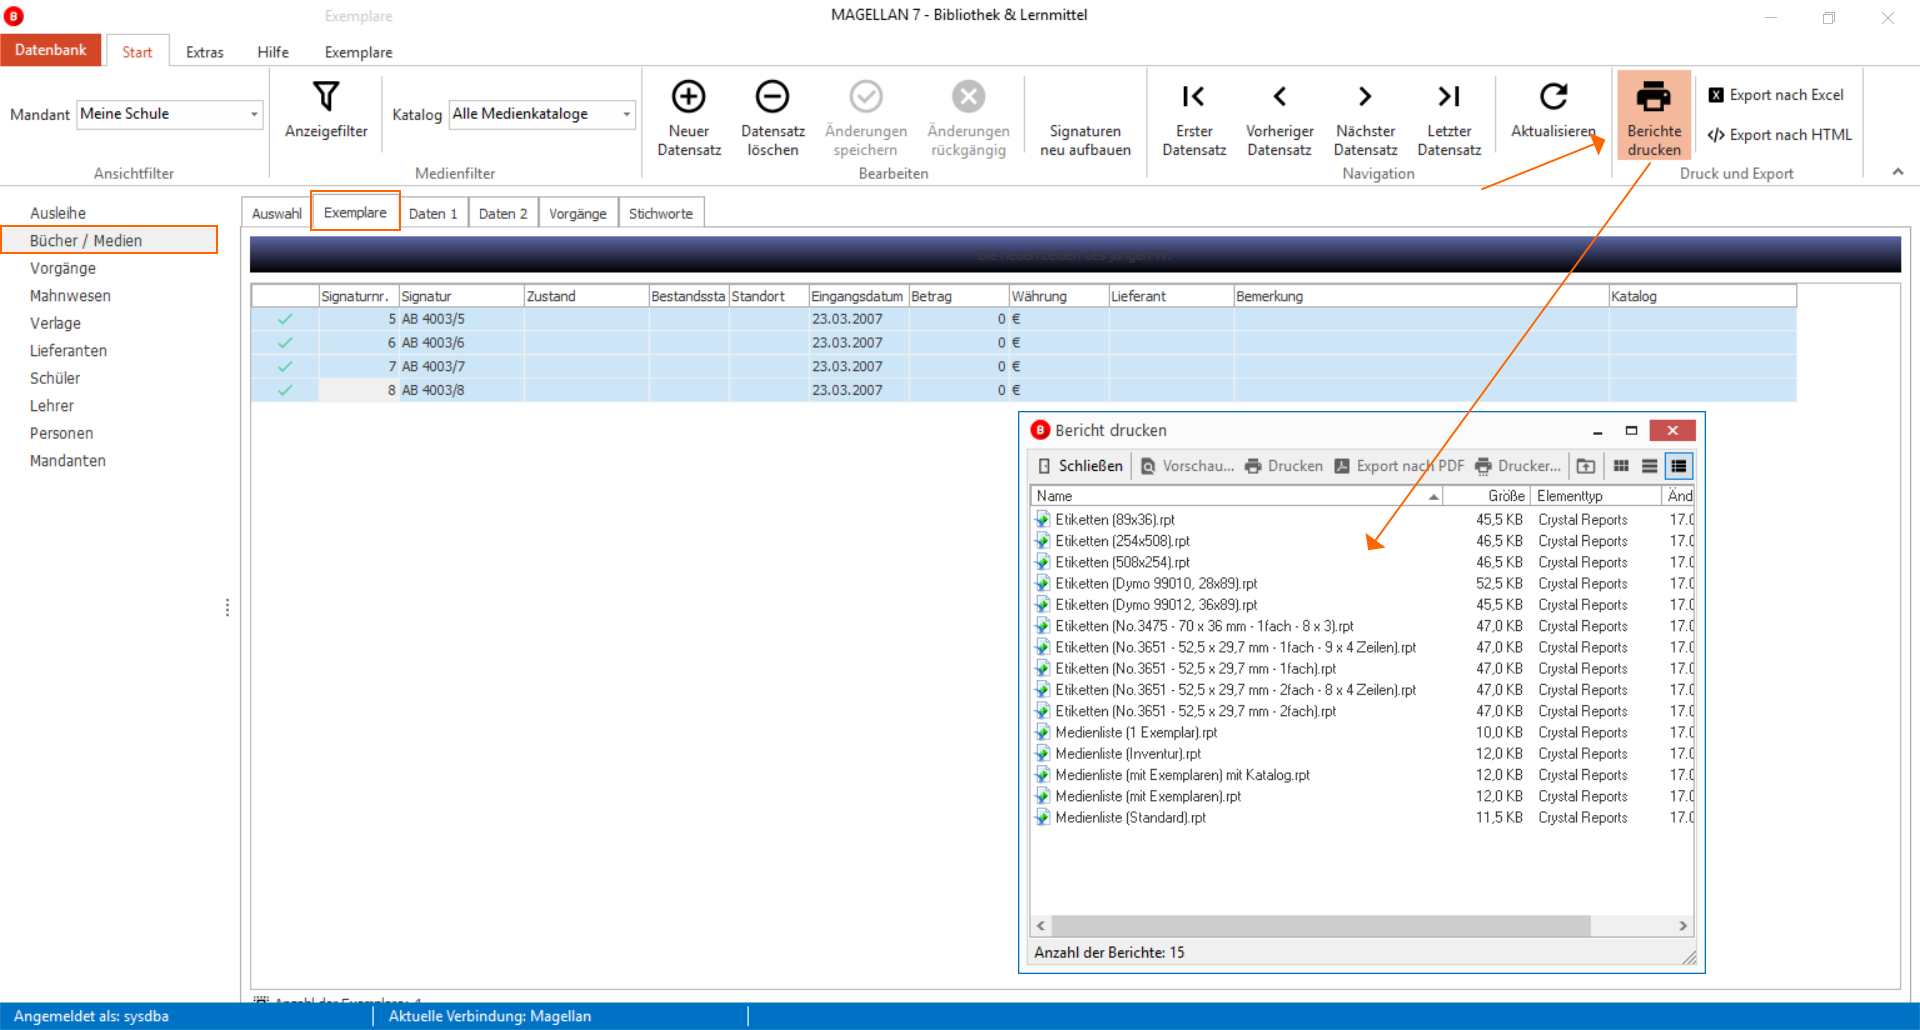 Exemplare
MAGELLAN 7 - Bibliothek & Lernmittel
Datenbank Start Extras Hilfe Exemplare
Mandant Meine Schule
Ansichtfilter
Anzeigefilter
Katalog Alle Medienkataloge
Medienfilter
Neuer Datensatz
Datensatz löschen
Änderungen speichern
Änderungen rückgängig
Signaturen neu aufbauen
Bearbeiten
Erster Datensatz
Vorheriger Datensatz
Nächster Datensatz
Letzter Datensatz
Aktualisieren
Navigation
Berichte drucken
Export nach Excel
Export nach HTML
Druck und Export
Ausleihe
Bücher / Medien
Vorgänge
Mahnwesen
Verlage
Lieferanten
Schüler
Lehrer
Personen
Mandanten
Auswahl Exemplare Daten 1 Daten 2 Vorgänge Stichworte
Die neuen Leiden des jungen W.
Signaturnr. Signatur Zustand Bestandssta Standort Eingangsdatum Betrag Währung Lieferant Bemerkung Katalog
5 AB 4003/5 23.03.2007 0 €
6 AB 4003/6 23.03.2007 0 €
7 AB 4003/7 23.03.2007 0 €
8 AB 4003/8 23.03.2007 0 €
B Bericht drucken
Schließen Vorschau... Drucken Export nach PDF Drucker...
Name Größe Elementtyp Änd
Etiketten (89x36).rpt 45,5 KB Crystal Reports 17.0
Etiketten (254x508).rpt 46,5 KB Crystal Reports 17.0
Etiketten (508x254).rpt 46,5 KB Crystal Reports 17.0
Etiketten (Dymo 99010, 28x89).rpt 52,5 KB Crystal Reports 17.0
Etiketten (Dymo 99012, 36x89).rpt 45,5 KB Crystal Reports 17.0
Etiketten (No.3475 - 70 x 36 mm - 1fach - 8 x 3).rpt 47,0 KB Crystal Reports 17.0
Etiketten (No.3651 - 52,5 x 29,7 mm - 1fach - 9 x 4 Zeilen).rpt 47,0 KB Crystal Reports 17.0
Etiketten (No.3651 - 52,5 x 29,7 mm - 1fach).rpt 47,0 KB Crystal Reports 17.0
Etiketten (No.3651 - 52,5 x 29,7 mm - 2fach - 8 x 4 Zeilen).rpt 47,0 KB Crystal Reports 17.0
Etiketten (No.3651 - 52,5 x 29,7 mm - 2fach).rpt 47,0 KB Crystal Reports 17.0
Medienliste (1 Exemplar).rpt 10,0 KB Crystal Reports 17.0
Medienliste (Inventur).rpt 12,0 KB Crystal Reports 17.0
Medienliste (mit Exemplaren) mit Katalog.rpt 12,0 KB Crystal Reports 17.0
Medienliste (mit Exemplaren).rpt 12,0 KB Crystal Reports 17.0
Medienliste (Standard).rpt 11,5 KB Crystal Reports 17.0
Anzahl der Berichte: 15
Anzahl der Exemplare: 4
Angemeldet als: sysdba Aktuelle Verbindung: Magellan